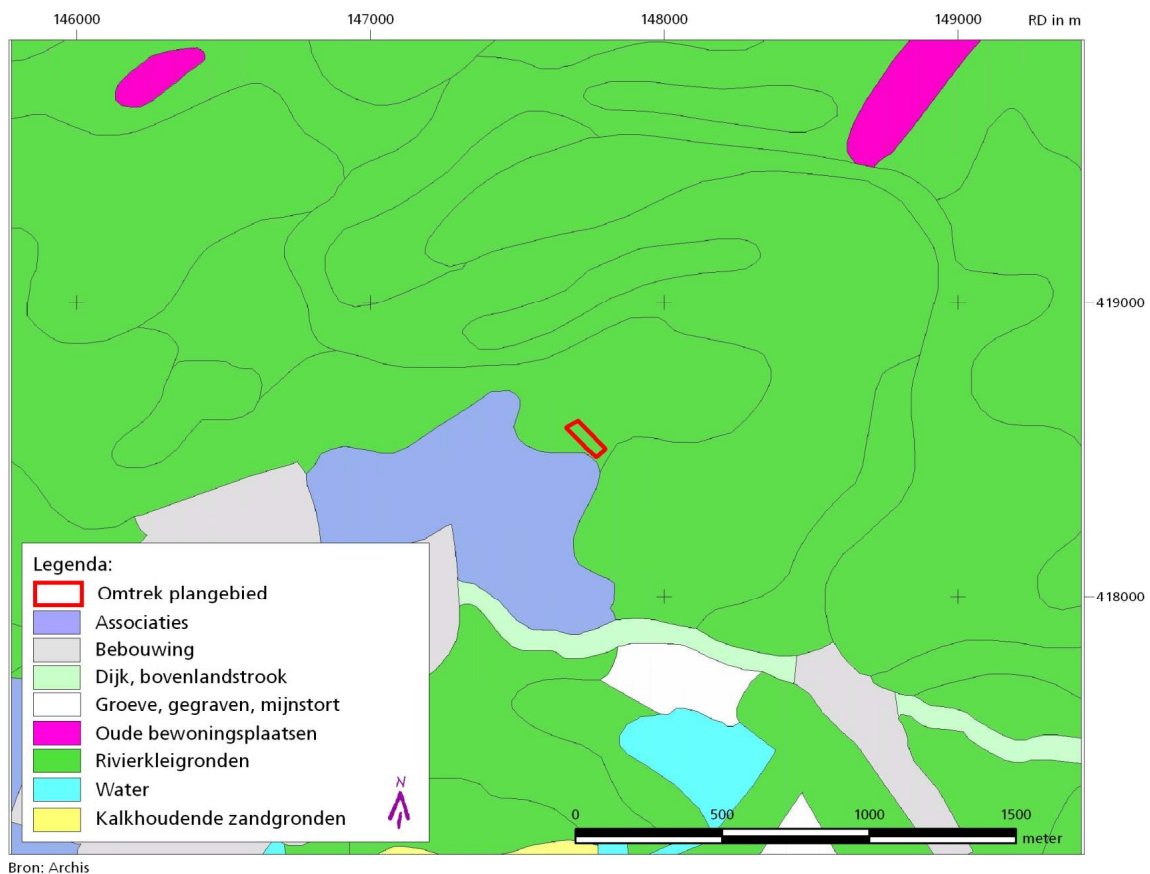 146000 147000 148000 149000 RD in m
419000
418000
Legenda:
Omtrek plangebied
Associaties
Bebouwing
Dijk, bovenlandstrook
Groeve, gegraven, mijnstort
Oude bewoningsplaatsen
Rivierkleigronden
Water
Kalkhoudende zandgronden
N
0 500 1000 1500
meter
Bron: Archis